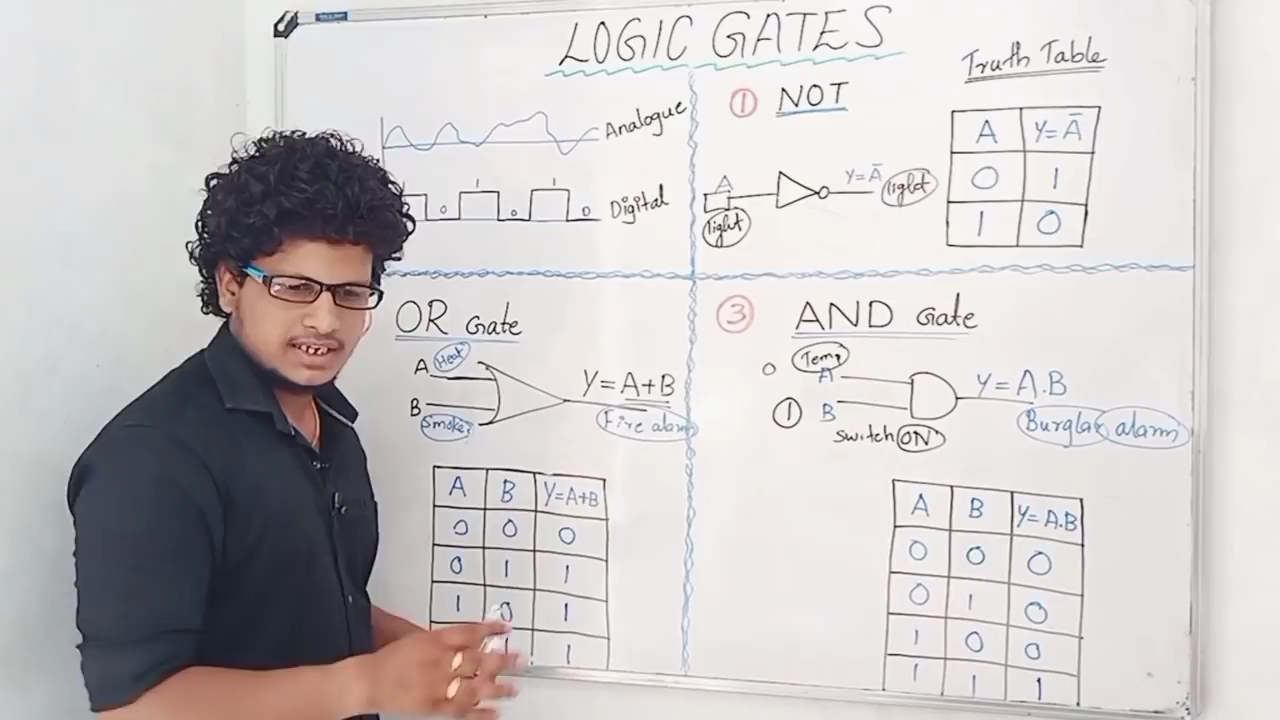 LOGIC GATES
Analogue
1 0 1 0
Digital
① NOT
A
Y=Ā
light
light
Truth Table
A Y=Ā
0 1
1 0
OR Gate
A Heat
B
Smoke
Y=A+B
Fire alarm
A B Y=A+B
0 0 0
0 1 1
1 0 1
1 1
③ AND Gate
Temp
0 A
① B
Switch ON
Y=A.B
Burglar alarm
A B Y=A.B
0 0 0
0 1 0
1 0 0
1 1 1